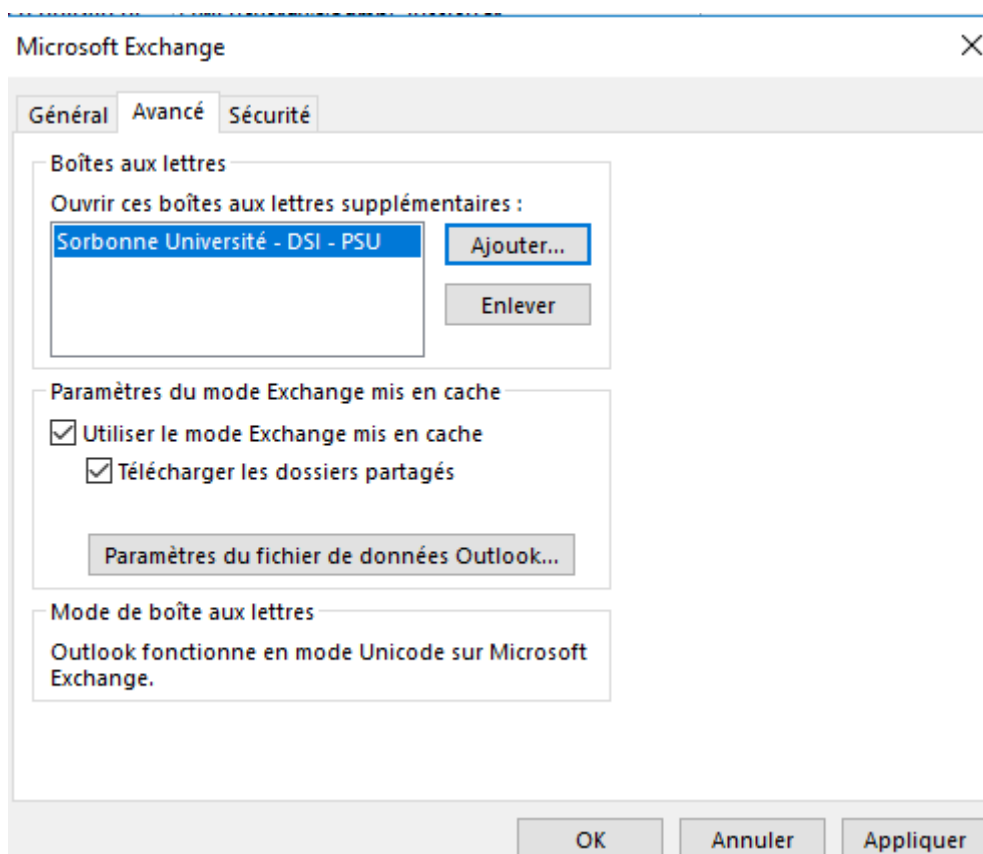 Microsoft Exchange
Général Avancé Sécurité
Boîtes aux lettres
Ouvrir ces boîtes aux lettres supplémentaires :
Sorbonne Université - DSI - PSU
Ajouter...
Enlever
Paramètres du mode Exchange mis en cache
Utiliser le mode Exchange mis en cache
Télécharger les dossiers partagés
Paramètres du fichier de données Outlook...
Mode de boîte aux lettres
Outlook fonctionne en mode Unicode sur Microsoft
Exchange.
OK Annuler Appliquer